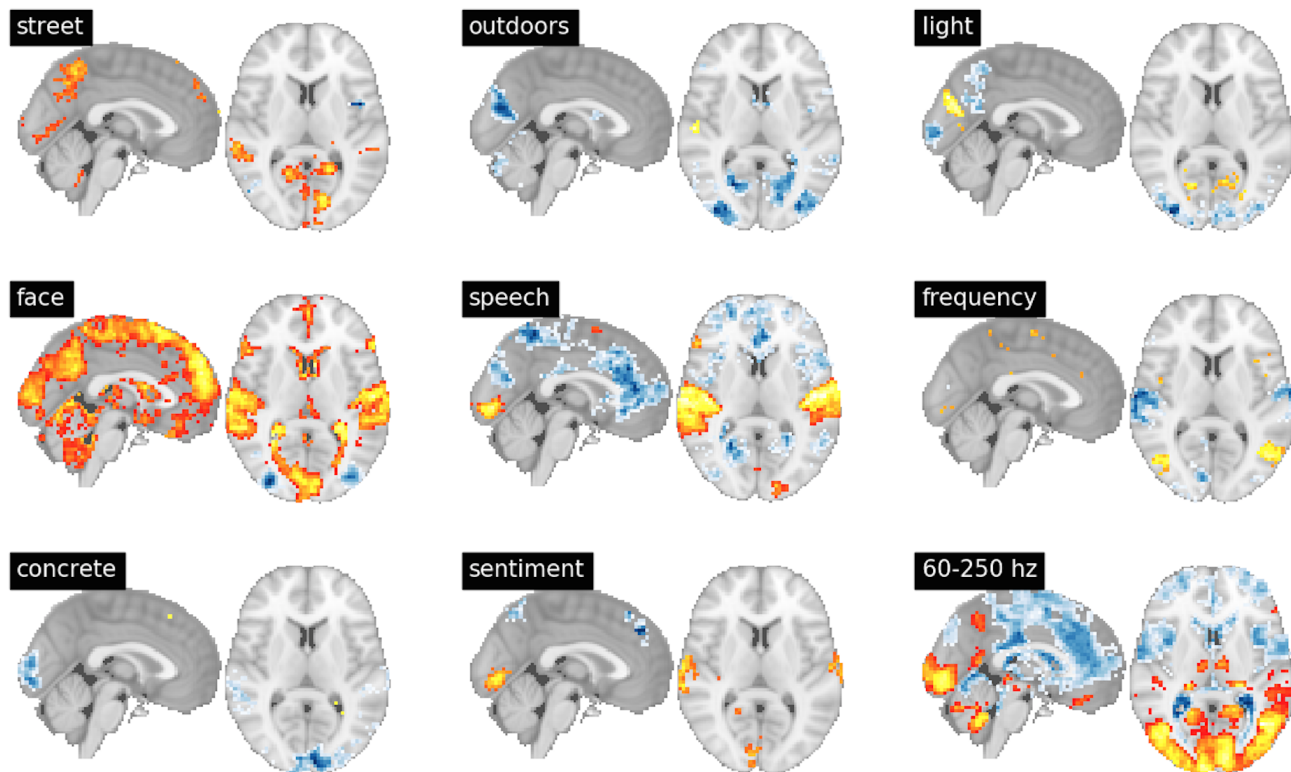 street
outdoors
light
face
speech
frequency
concrete
sentiment
60-250 hz